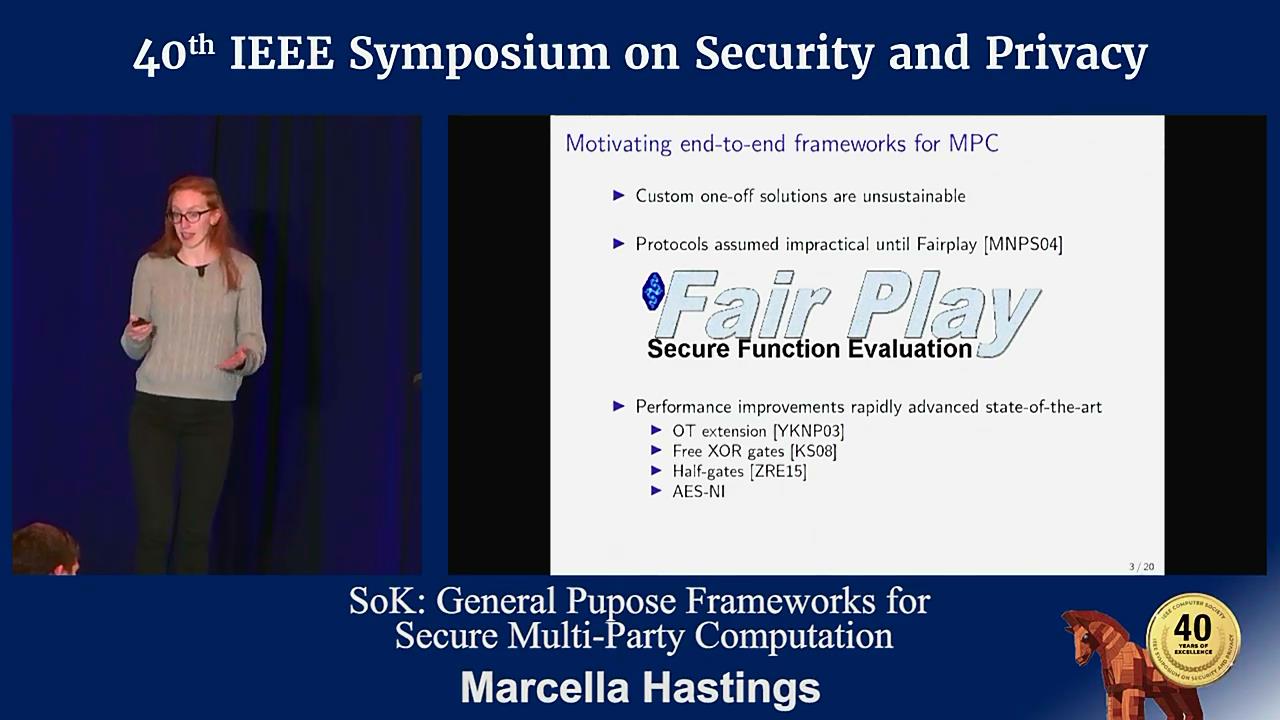 40th IEEE Symposium on Security and Privacy
Motivating end-to-end frameworks for MPC
► Custom one-off solutions are unsustainable
► Protocols assumed impractical until Fairplay [MNPS04]
Fair Play
Secure Function Evaluation
► Performance improvements rapidly advanced state-of-the-art
► OT extension [YKNP03]
► Free XOR gates [KS08]
► Half-gates [ZRE15]
► AES-NI
3 / 20
SoK: General Pupose Frameworks for
Secure Multi-Party Computation
Marcella Hastings
IEEE COMPUTER SOCIETY
40
YEARS OF
EXCELLENCE
IEEE SYMPOSIUM ON SECURITY AND PRIVACY